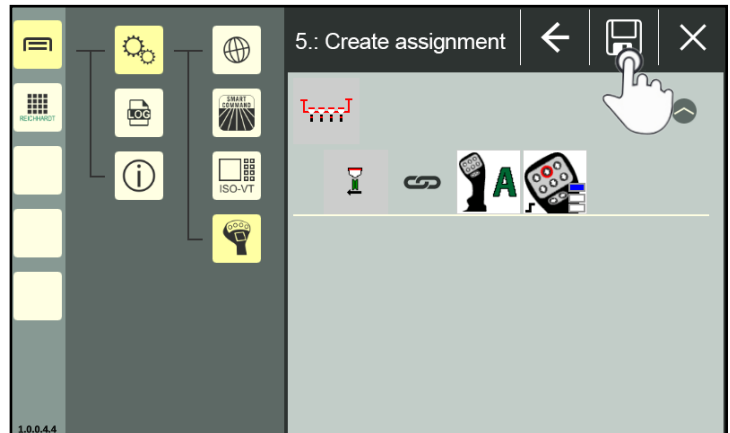 5.: Create assignment
REICHHARDT
LOG
SMART
COMMAND
i
ISO-VT
A
1.0.0.4.4